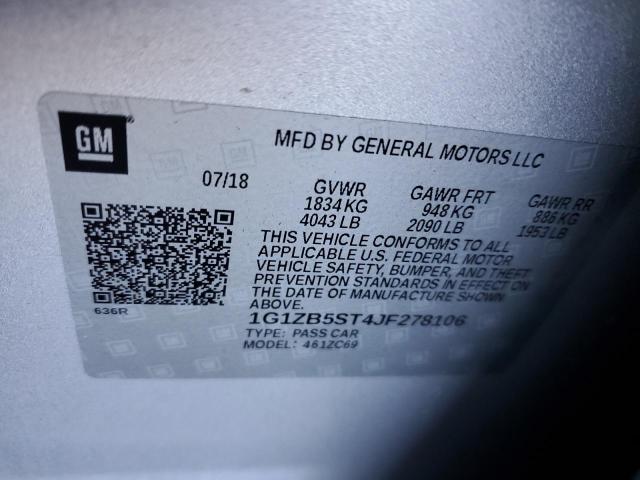 GM
MFD BY GENERAL MOTORS LLC
07/18
GVWR GAWR FRT GAWR RR
1834 KG 948 KG 886 KG
4043 LB 2090 LB 1953 LB
THIS VEHICLE CONFORMS TO ALL
APPLICABLE U.S. FEDERAL MOTOR
VEHICLE SAFETY, BUMPER, AND THEFT
PREVENTION STANDARDS IN EFFECT ON
THE DATE OF MANUFACTURE SHOWN
ABOVE.
636R
1G1ZB5ST4JF278106
TYPE: PASS CAR
MODEL: 461ZC69